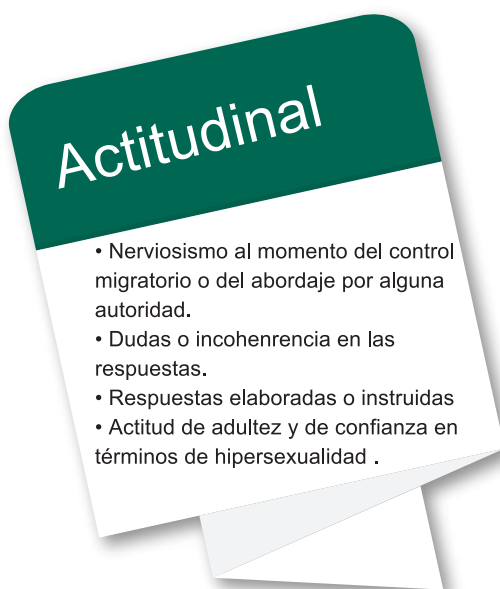 Actitudinal
• Nerviosismo al momento del control
migratorio o del abordaje por alguna
autoridad.
• Dudas o incohenrencia en las
respuestas.
• Respuestas elaboradas o instruidas
• Actitud de adultez y de confianza en
términos de hipersexualidad .